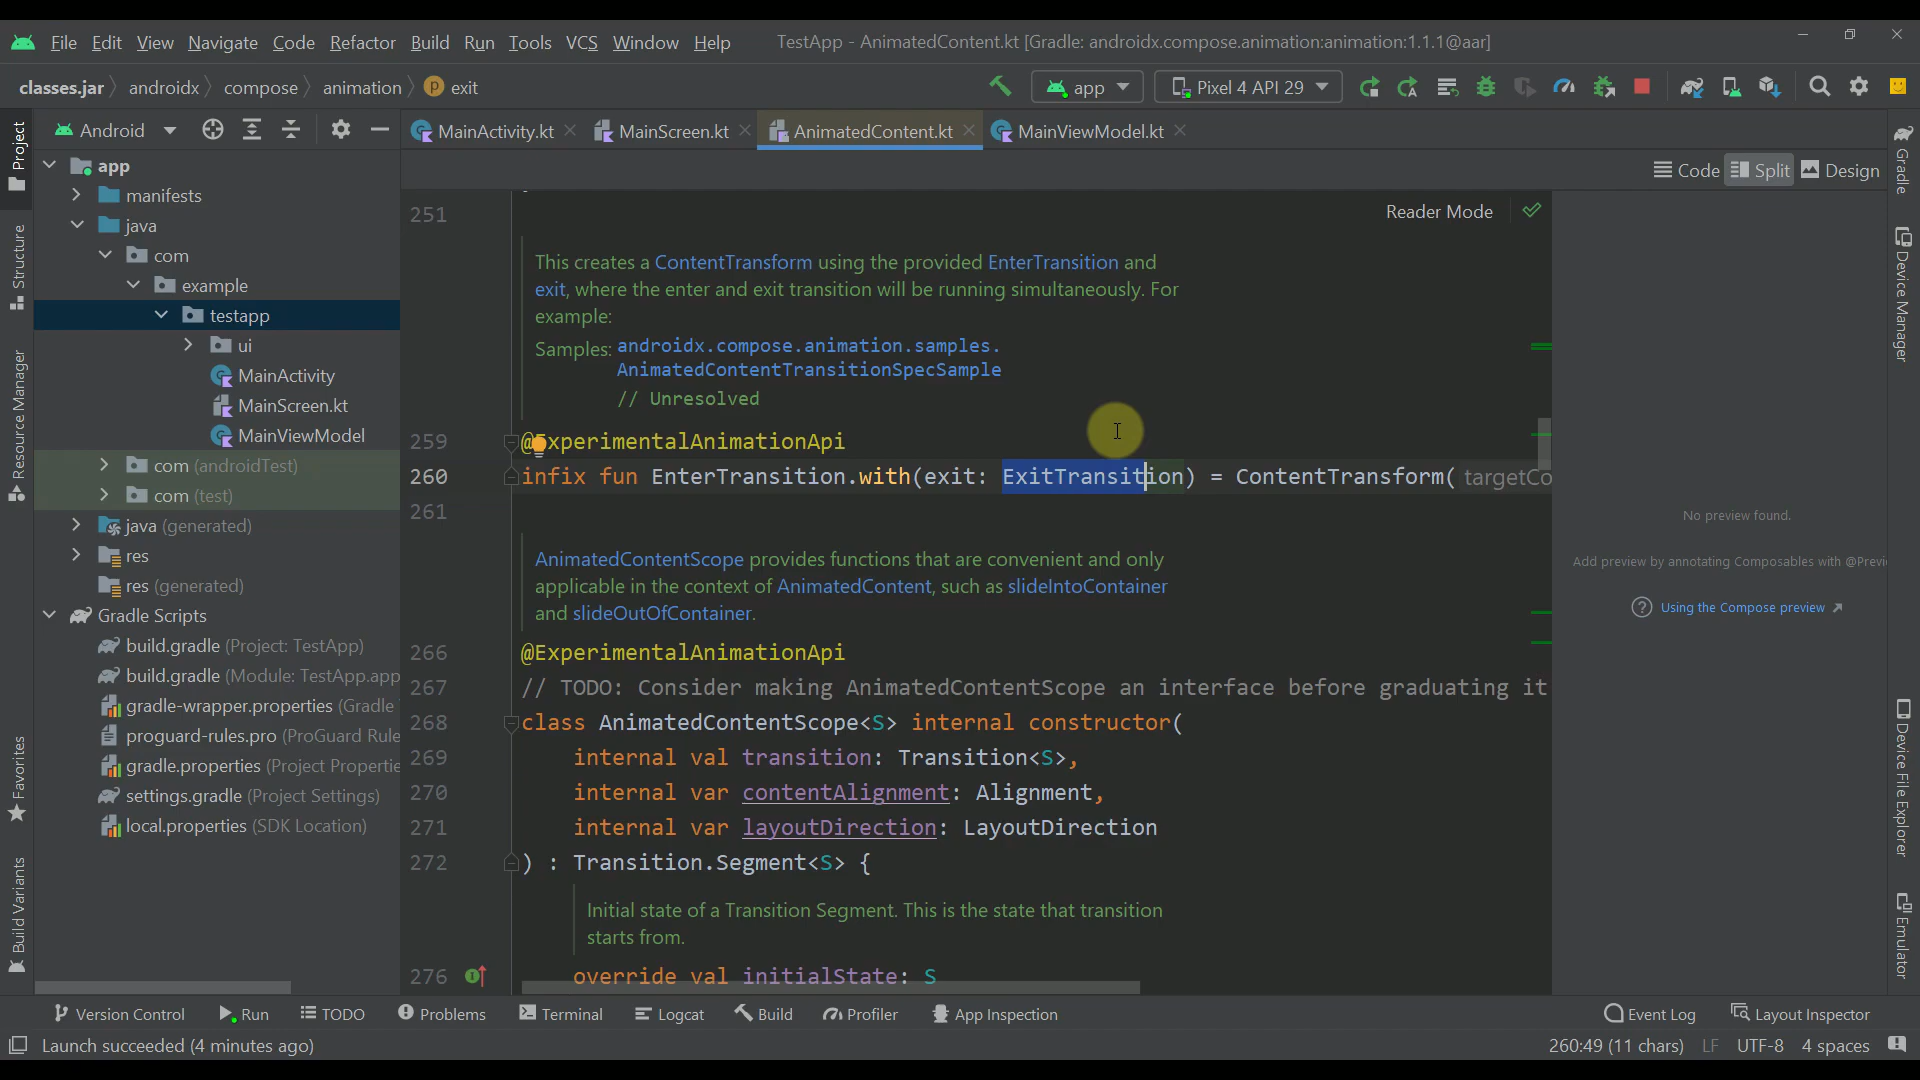 File Edit View Navigate Code Refactor Build Run Tools VCS Window Help TestApp - AnimatedContent.kt [Gradle: androidx.compose.animation:animation:1.1.1@aar]
classes.jar androidx compose animation exit app Pixel 4 API 29
Project
Structure
Resource Manager
Favorites
Build Variants
Android
app
manifests
java
com
example
testapp
ui
MainActivity
MainScreen.kt
MainViewModel
com (androidTest)
com (test)
java (generated)
res
res (generated)
Gradle Scripts
build.gradle (Project: TestApp)
build.gradle (Module: TestApp.app
gradle-wrapper.properties (Gradle
proguard-rules.pro (ProGuard Rule
gradle.properties (Project Propertie
settings.gradle (Project Settings)
local.properties (SDK Location)
MainActivity.kt MainScreen.kt AnimatedContent.kt MainViewModel.kt
Code Split Design
Reader Mode
251
This creates a ContentTransform using the provided EnterTransition and
exit, where the enter and exit transition will be running simultaneously. For
example:
Samples: androidx.compose.animation.samples.
AnimatedContentTransitionSpecSample
// Unresolved
259 @ExperimentalAnimationApi
260 infix fun EnterTransition.with(exit: ExitTransition) = ContentTransform( targetCo
261
AnimatedContentScope provides functions that are convenient and only
applicable in the context of AnimatedContent, such as slideIntoContainer
and slideOutOfContainer.
266 @ExperimentalAnimationApi
267 // TODO: Consider making AnimatedContentScope an interface before graduating it
268 class AnimatedContentScope<S> internal constructor(
269 internal val transition: Transition<S>,
270 internal var contentAlignment: Alignment,
271 internal var layoutDirection: LayoutDirection
272 ) : Transition.Segment<S> {
Initial state of a Transition Segment. This is the state that transition
starts from.
276 override val initialState: S
No preview found.
Add preview by annotating Composables with @Previ
Using the Compose preview
Gradle
Device Manager
Device File Explorer
Emulator
Version Control Run TODO Problems Terminal Logcat Build Profiler App Inspection Event Log Layout Inspector
Launch succeeded (4 minutes ago) 260:49 (11 chars) LF UTF-8 4 spaces